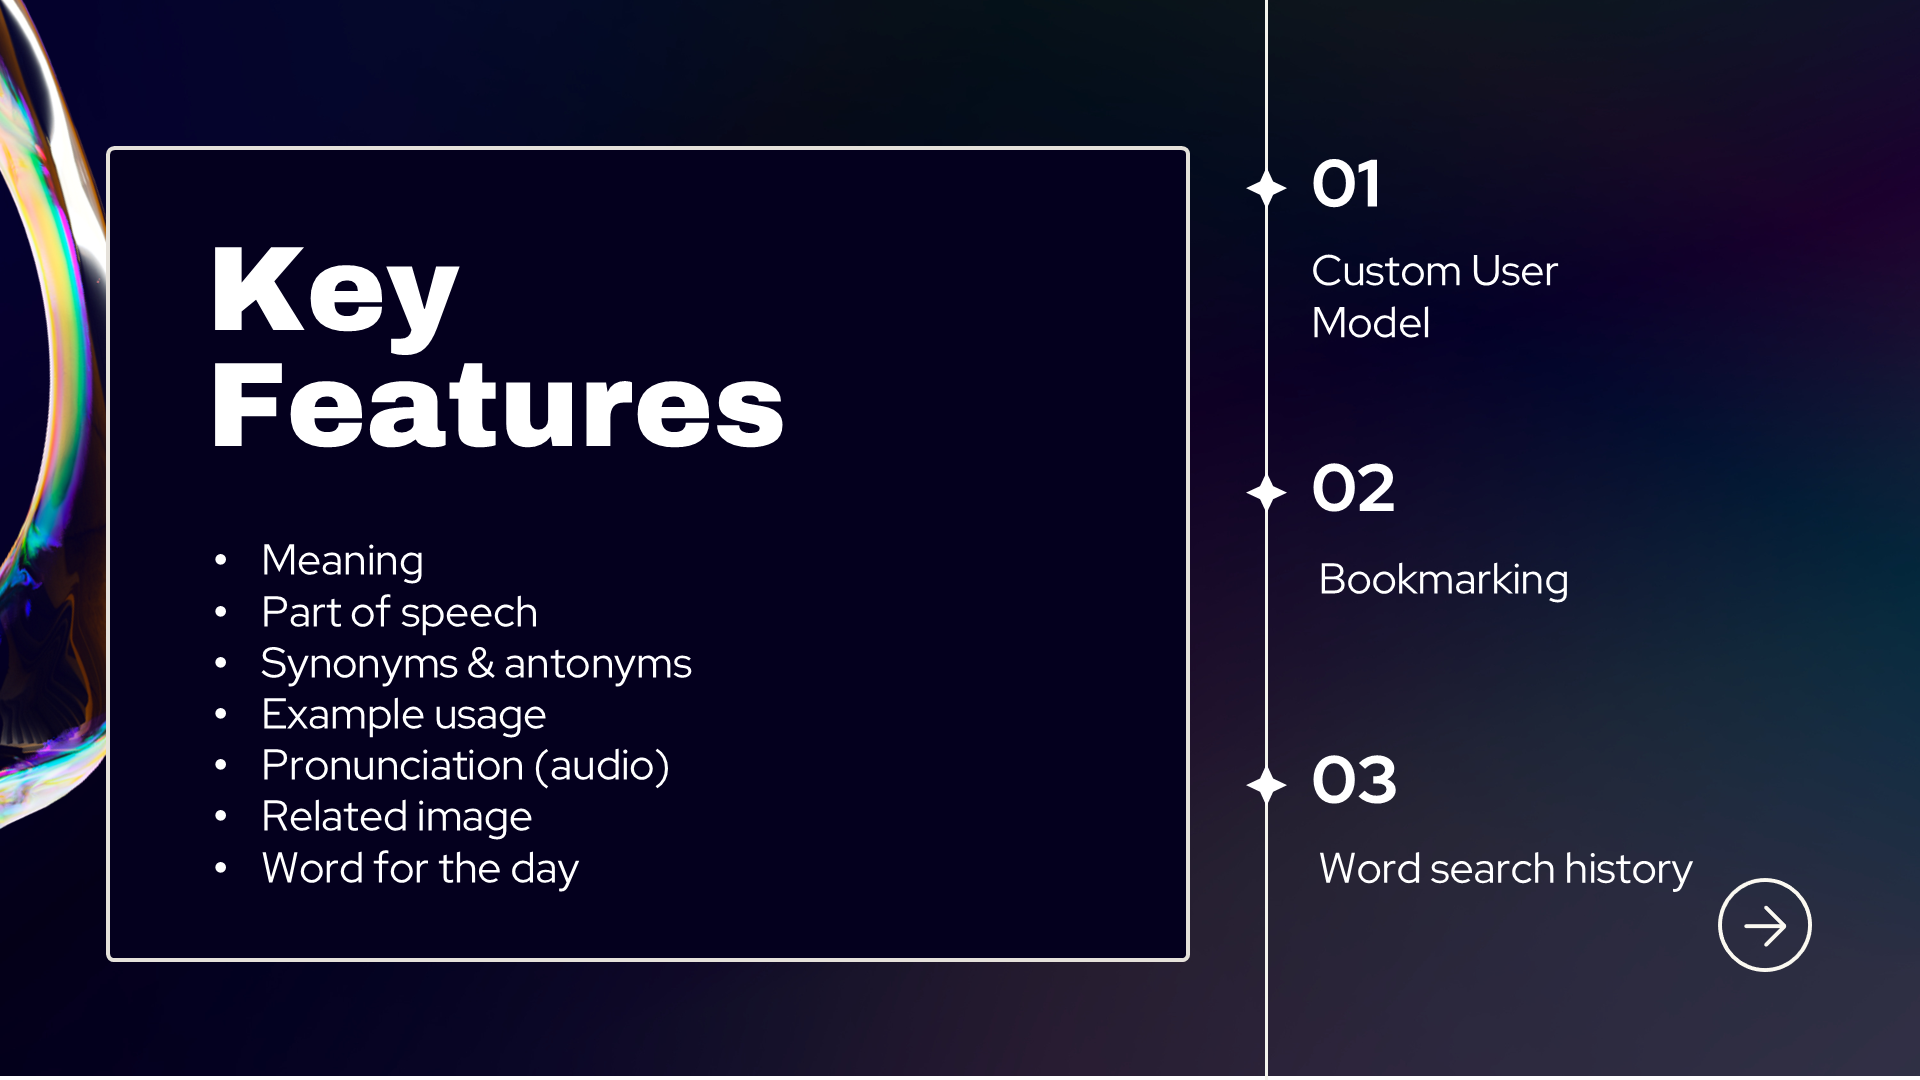 Key
Features
• Meaning
• Part of speech
• Synonyms & antonyms
• Example usage
• Pronunciation (audio)
• Related image
• Word for the day
01
Custom User
Model
02
Bookmarking
03
Word search history